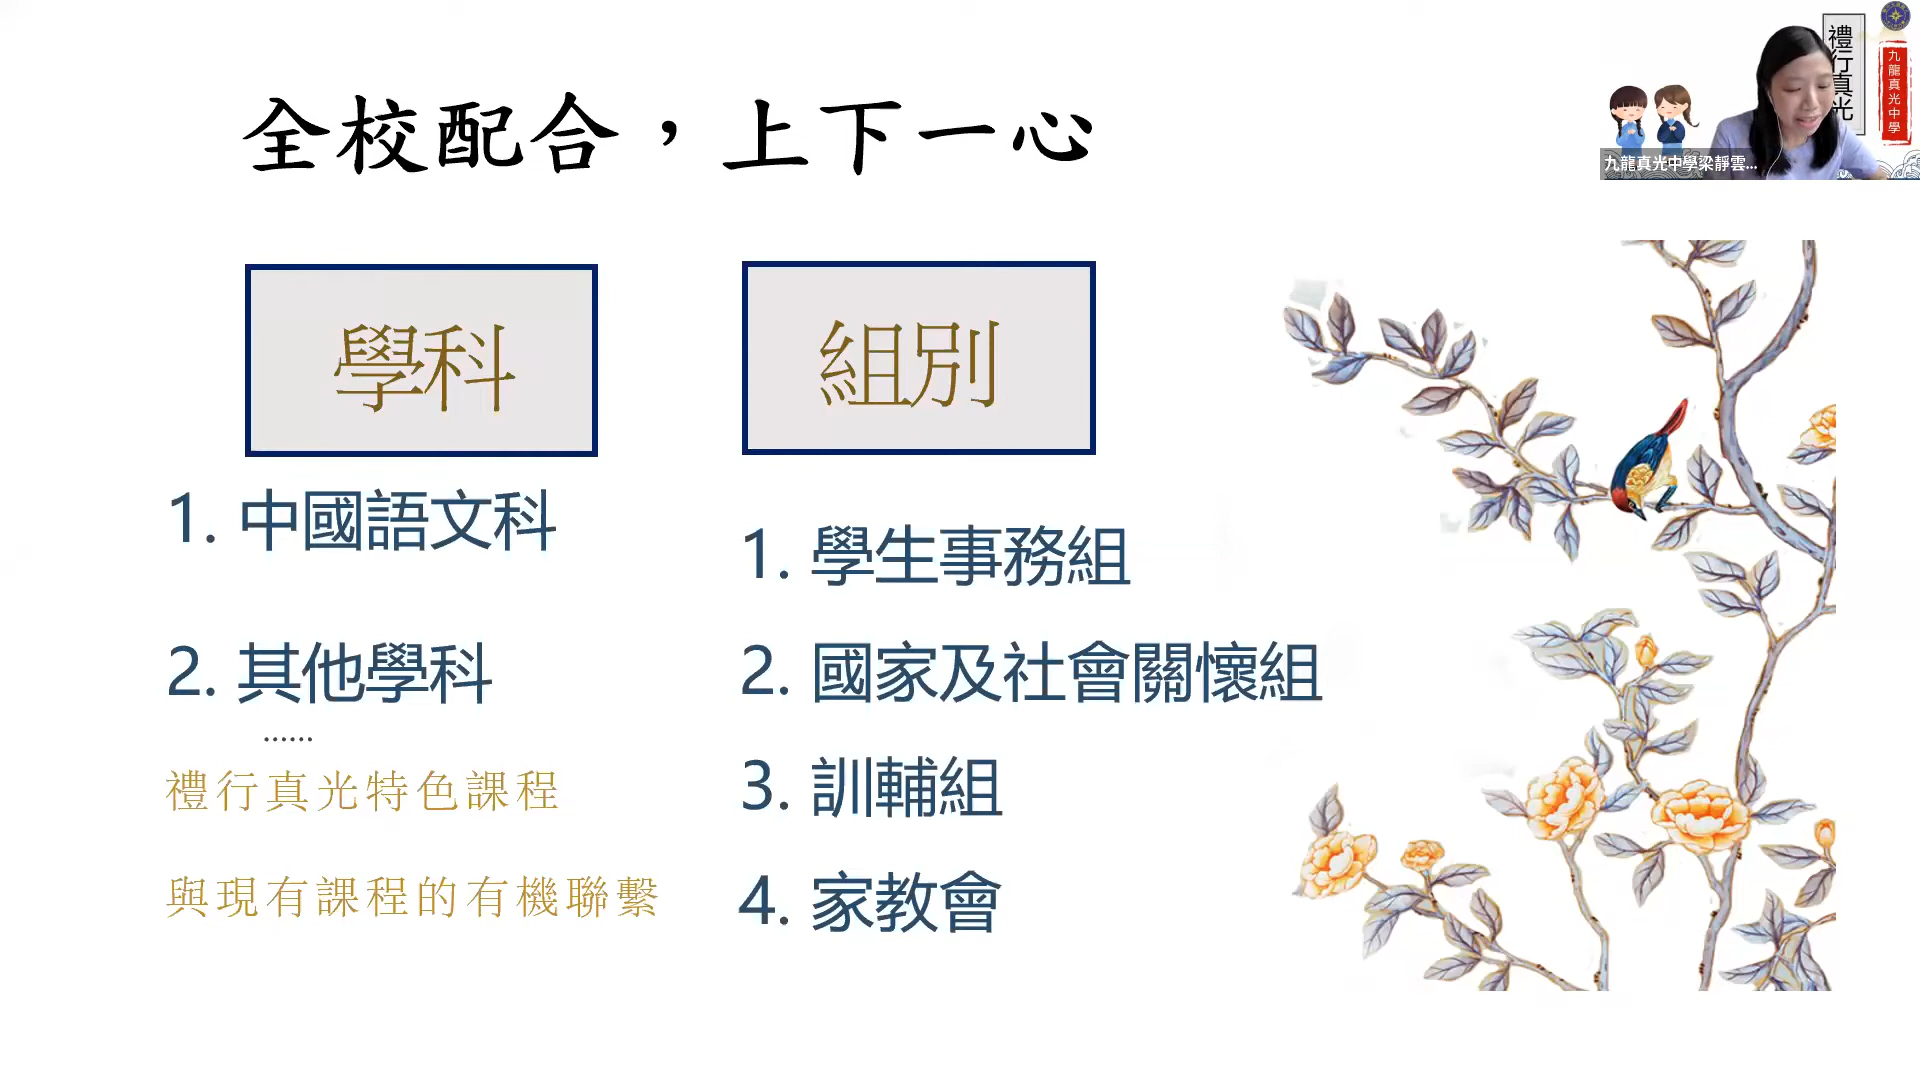 全校配合，上下一心
學科
1. 中國語文科
2. 其他學科
......
禮行真光特色課程
與現有課程的有機聯繫
組別
1. 學生事務組
2. 國家及社會關懷組
3. 訓輔組
4. 家教會
禮行真光
九龍真光中學
九龍真光中學梁靜雲...